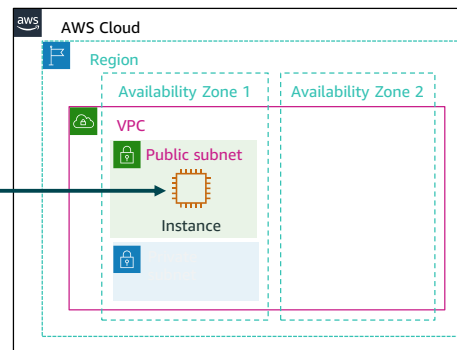 aws
AWS Cloud
Region
Availability Zone 1
Availability Zone 2
VPC
Public subnet
Instance